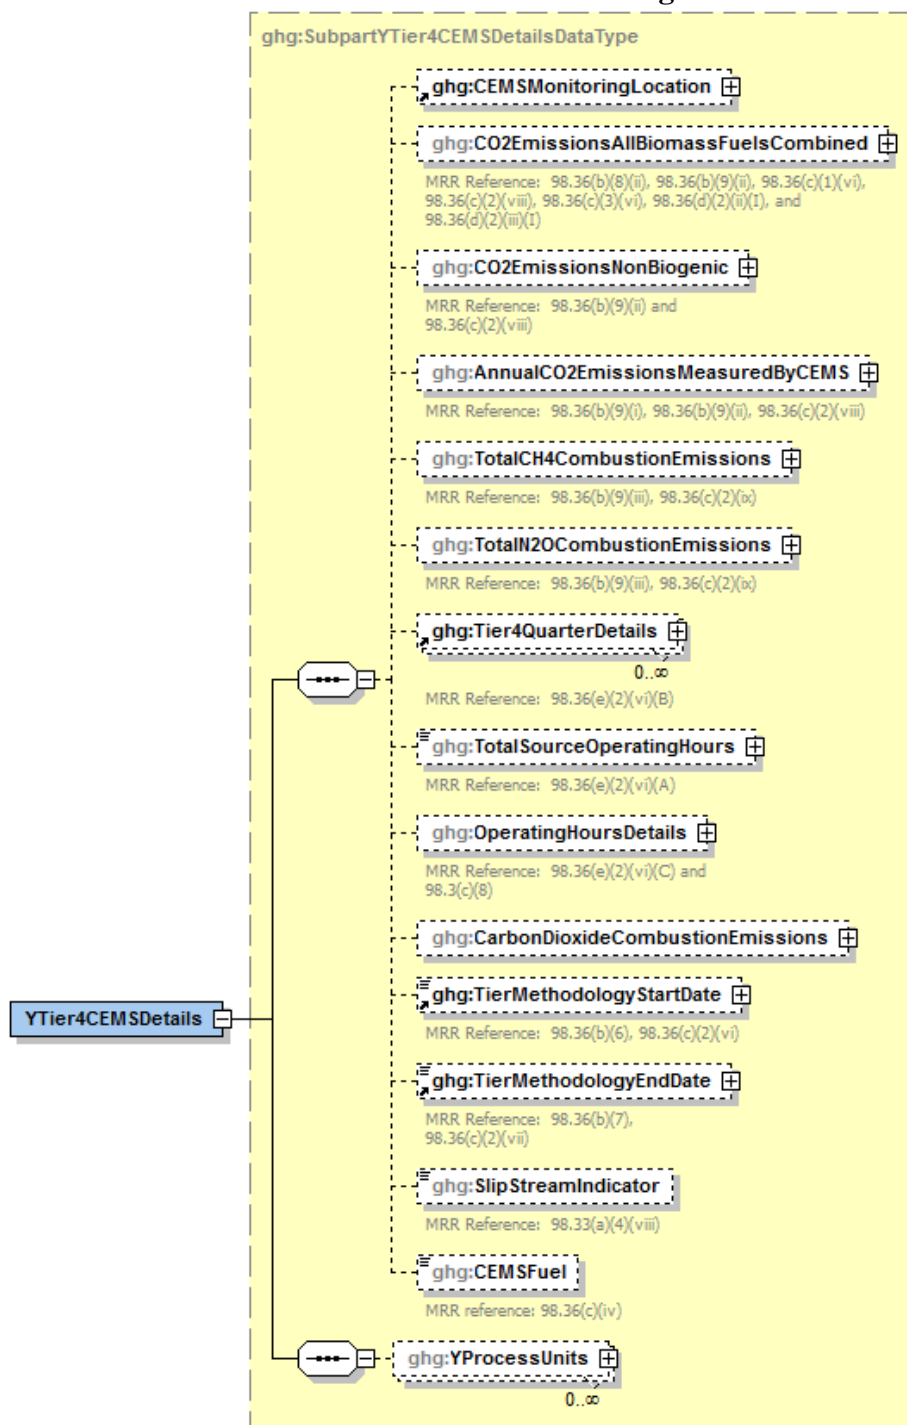 ghg:SubpartYTier4CEMSDetailsDataType
ghg:CEMSMonitoringLocation
ghg:CO2EmissionsAllBiomassFuelsCombined
MRR Reference: 98.36(b)(8)(ii), 98.36(b)(9)(ii), 98.36(c)(1)(vi),
98.36(c)(2)(viii), 98.36(c)(3)(vi), 98.36(d)(2)(ii)(I), and
98.36(d)(2)(iii)(I)
ghg:CO2EmissionsNonBiogenic
MRR Reference: 98.36(b)(9)(ii) and
98.36(c)(2)(viii)
ghg:AnnualCO2EmissionsMeasuredByCEMS
MRR Reference: 98.36(b)(9)(i), 98.36(b)(9)(ii), 98.36(c)(2)(viii)
ghg:TotalCH4CombustionEmissions
MRR Reference: 98.36(b)(9)(iii), 98.36(c)(2)(ix)
ghg:TotalN2OCombustionEmissions
MRR Reference: 98.36(b)(9)(iii), 98.36(c)(2)(ix)
ghg:Tier4QuarterDetails
0..∞
MRR Reference: 98.36(e)(2)(vi)(B)
ghg:TotalSourceOperatingHours
MRR Reference: 98.36(e)(2)(vi)(A)
ghg:OperatingHoursDetails
MRR Reference: 98.36(e)(2)(vi)(C) and
98.3(c)(8)
ghg:CarbonDioxideCombustionEmissions
ghg:TierMethodologyStartDate
MRR Reference: 98.36(b)(6), 98.36(c)(2)(vi)
YTier4CEMSDetails
ghg:TierMethodologyEndDate
MRR Reference: 98.36(b)(7),
98.36(c)(2)(vii)
ghg:SlipStreamIndicator
MRR Reference: 98.33(a)(4)(viii)
ghg:CEMSFuel
MRR reference: 98.36(c)(iv)
ghg:YProcessUnits
0..∞